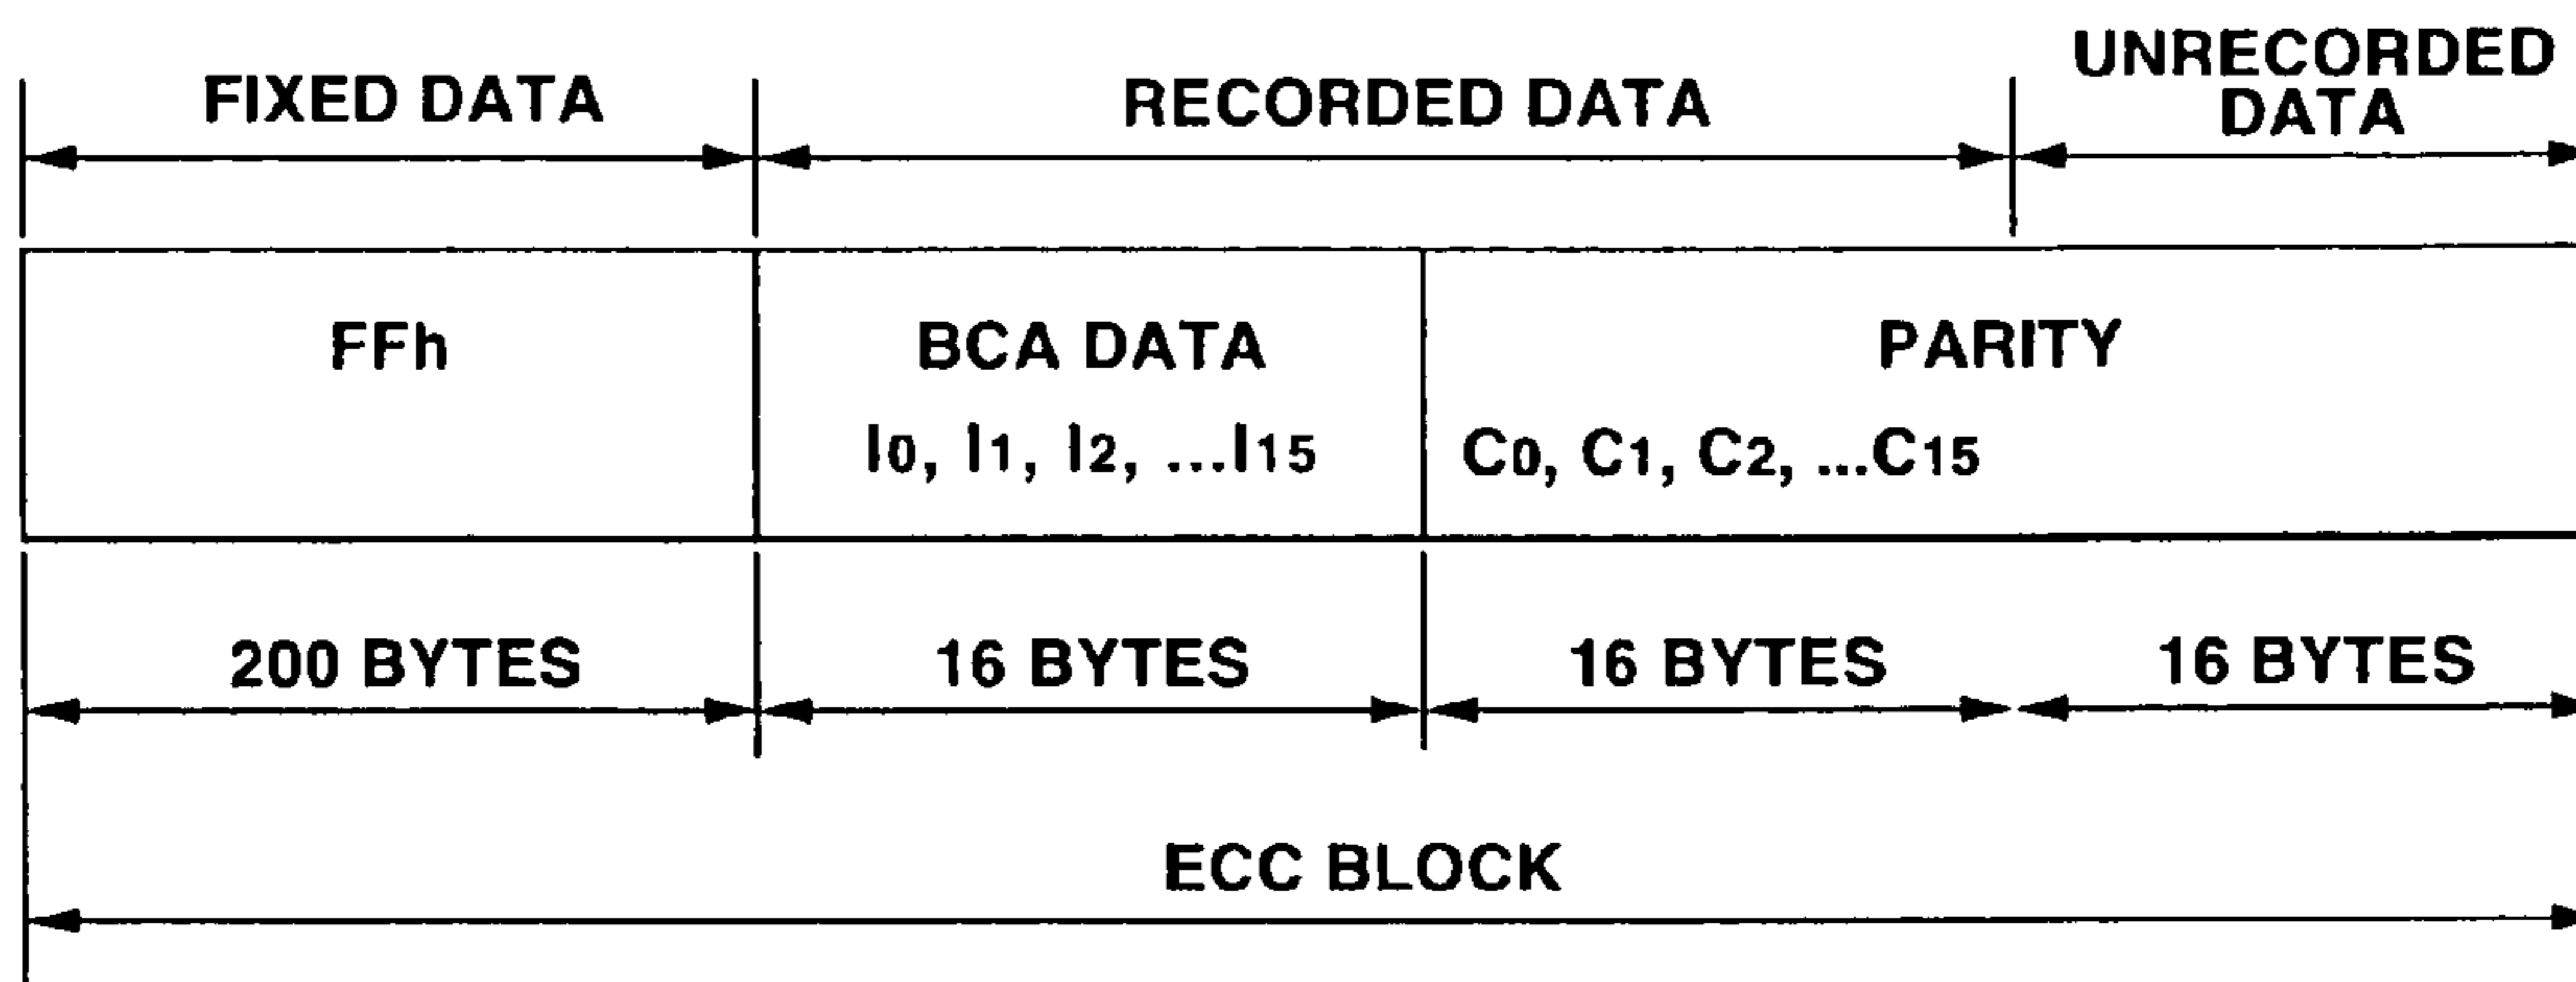 FIXED DATA
RECORDED DATA
UNRECORDED
DATA
FFh
BCA DATA
PARITY
I0, I1, I2, ...I15
C0, C1, C2, ...C15
200 BYTES
16 BYTES
16 BYTES
16 BYTES
ECC BLOCK